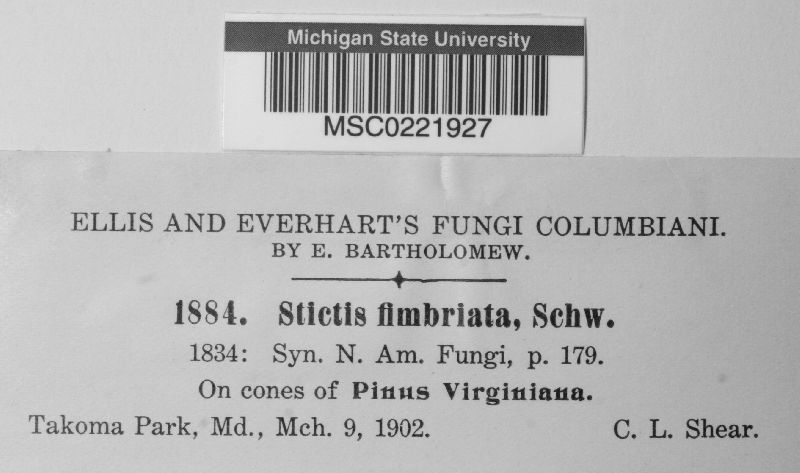 Michigan State University
MSC0221927
ELLIS AND EVERHART'S FUNGI COLUMBIANI.
BY E. BARTHOLOMEW.
1884. Stictis fimbriata, Schw.
1834: Syn. N. Am. Fungi, p. 179.
On cones of Pinus Virginiana.
Takoma Park, Md., Mch. 9, 1902. C. L. Shear.